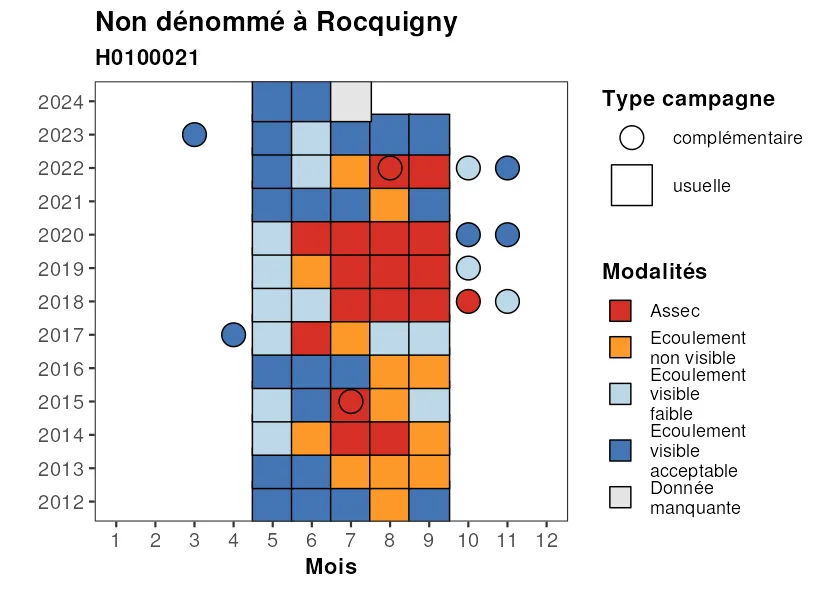 Non dénommé à Rocquigny
H0100021
2024
2023
2022
2021
2020
2019
2018
2017
2016
2015
2014
2013
2012
1 2 3 4 5 6 7 8 9 10 11 12
Mois
Type campagne
complémentaire
usuelle
Modalités
Assec
Ecoulement
non visible
Ecoulement
visible
faible
Ecoulement
visible
acceptable
Donnée
manquante